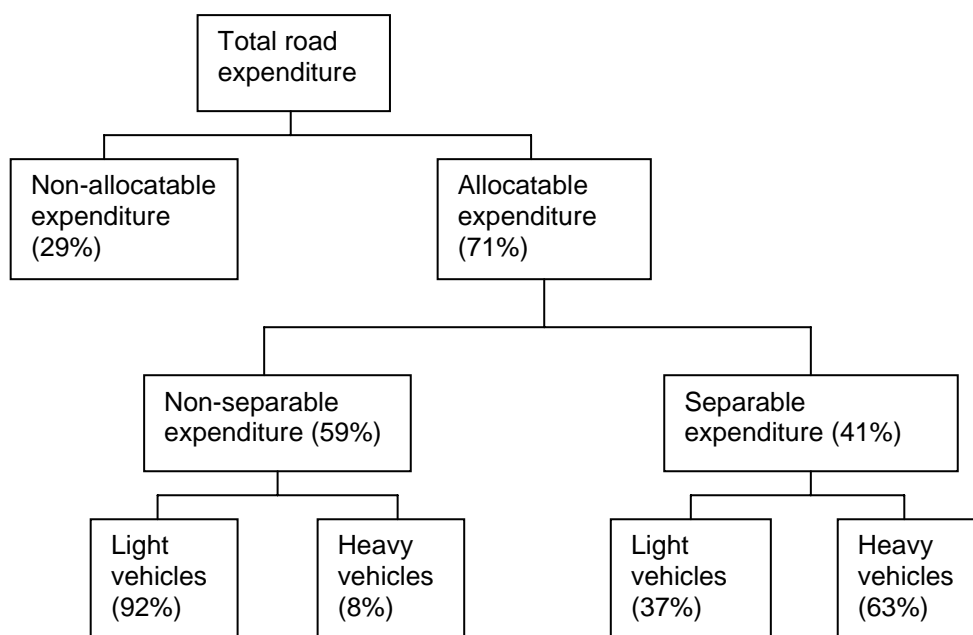 Total road
expenditure
Non-allocatable
expenditure
(29%)
Allocatable
expenditure
(71%)
Non-separable
expenditure (59%)
Separable
expenditure (41%)
Light
vehicles
(92%)
Heavy
vehicles
(8%)
Light
vehicles
(37%)
Heavy
vehicles
(63%)